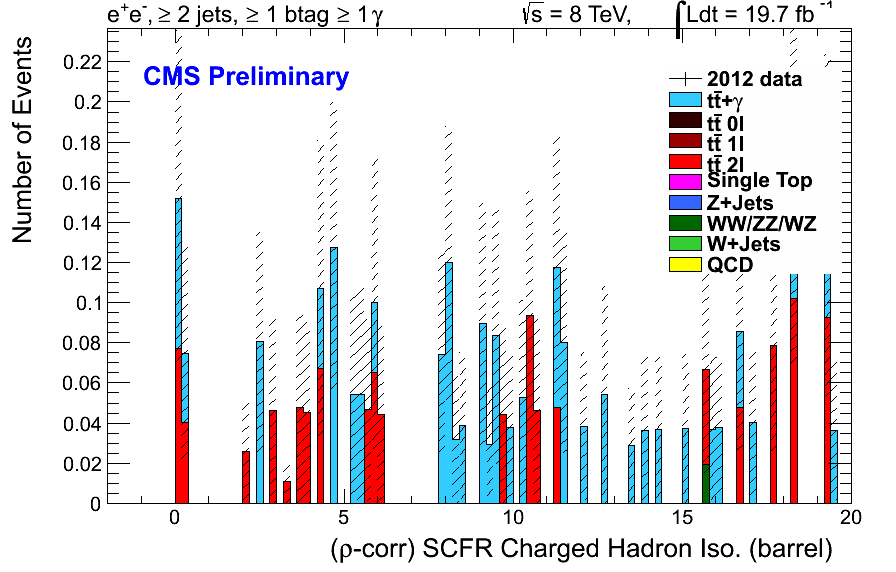 e⁺e⁻, ≥ 2 jets, ≥ 1 btag ≥ 1 γ
√s = 8 TeV, ∫Ldt = 19.7 fb⁻¹
CMS Preliminary
Number of Events
0.22
0.2
0.18
0.16
0.14
0.12
0.1
0.08
0.06
0.04
0.02
0
2012 data
tt̄+γ
tt̄ 0l
tt̄ 1l
tt̄ 2l
Single Top
Z+Jets
WW/ZZ/WZ
W+Jets
QCD
0 5 10 15 20
(ρ-corr) SCFR Charged Hadron Iso. (barrel)